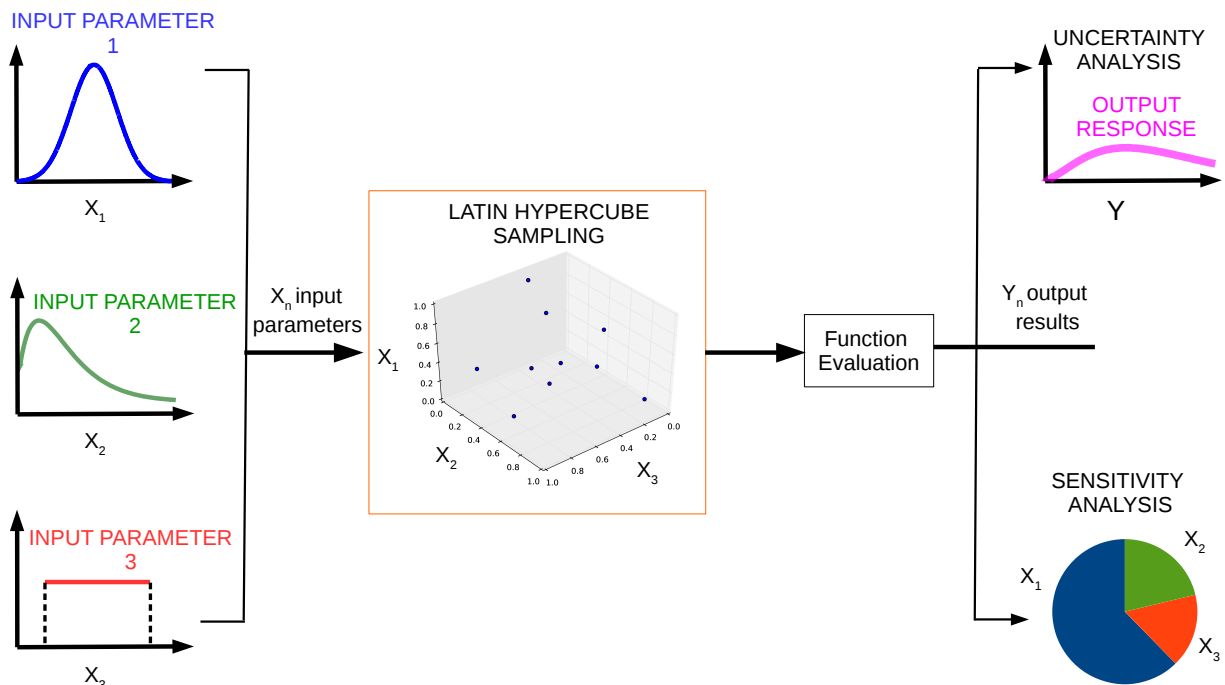 INPUT PARAMETER
1
X1
INPUT PARAMETER
2
X2
INPUT PARAMETER
3
X3
Xn input
parameters
LATIN HYPERCUBE
SAMPLING
1.0
0.8
0.6
0.4
0.2
0.0
X1
0.0
0.2
0.4
0.6
0.8
1.0
X2
1.0
0.8
0.6
0.4
0.2
0.0
X3
Function
Evaluation
Yn output
results
UNCERTAINTY
ANALYSIS
OUTPUT
RESPONSE
Y
SENSITIVITY
ANALYSIS
X1
X2
X3